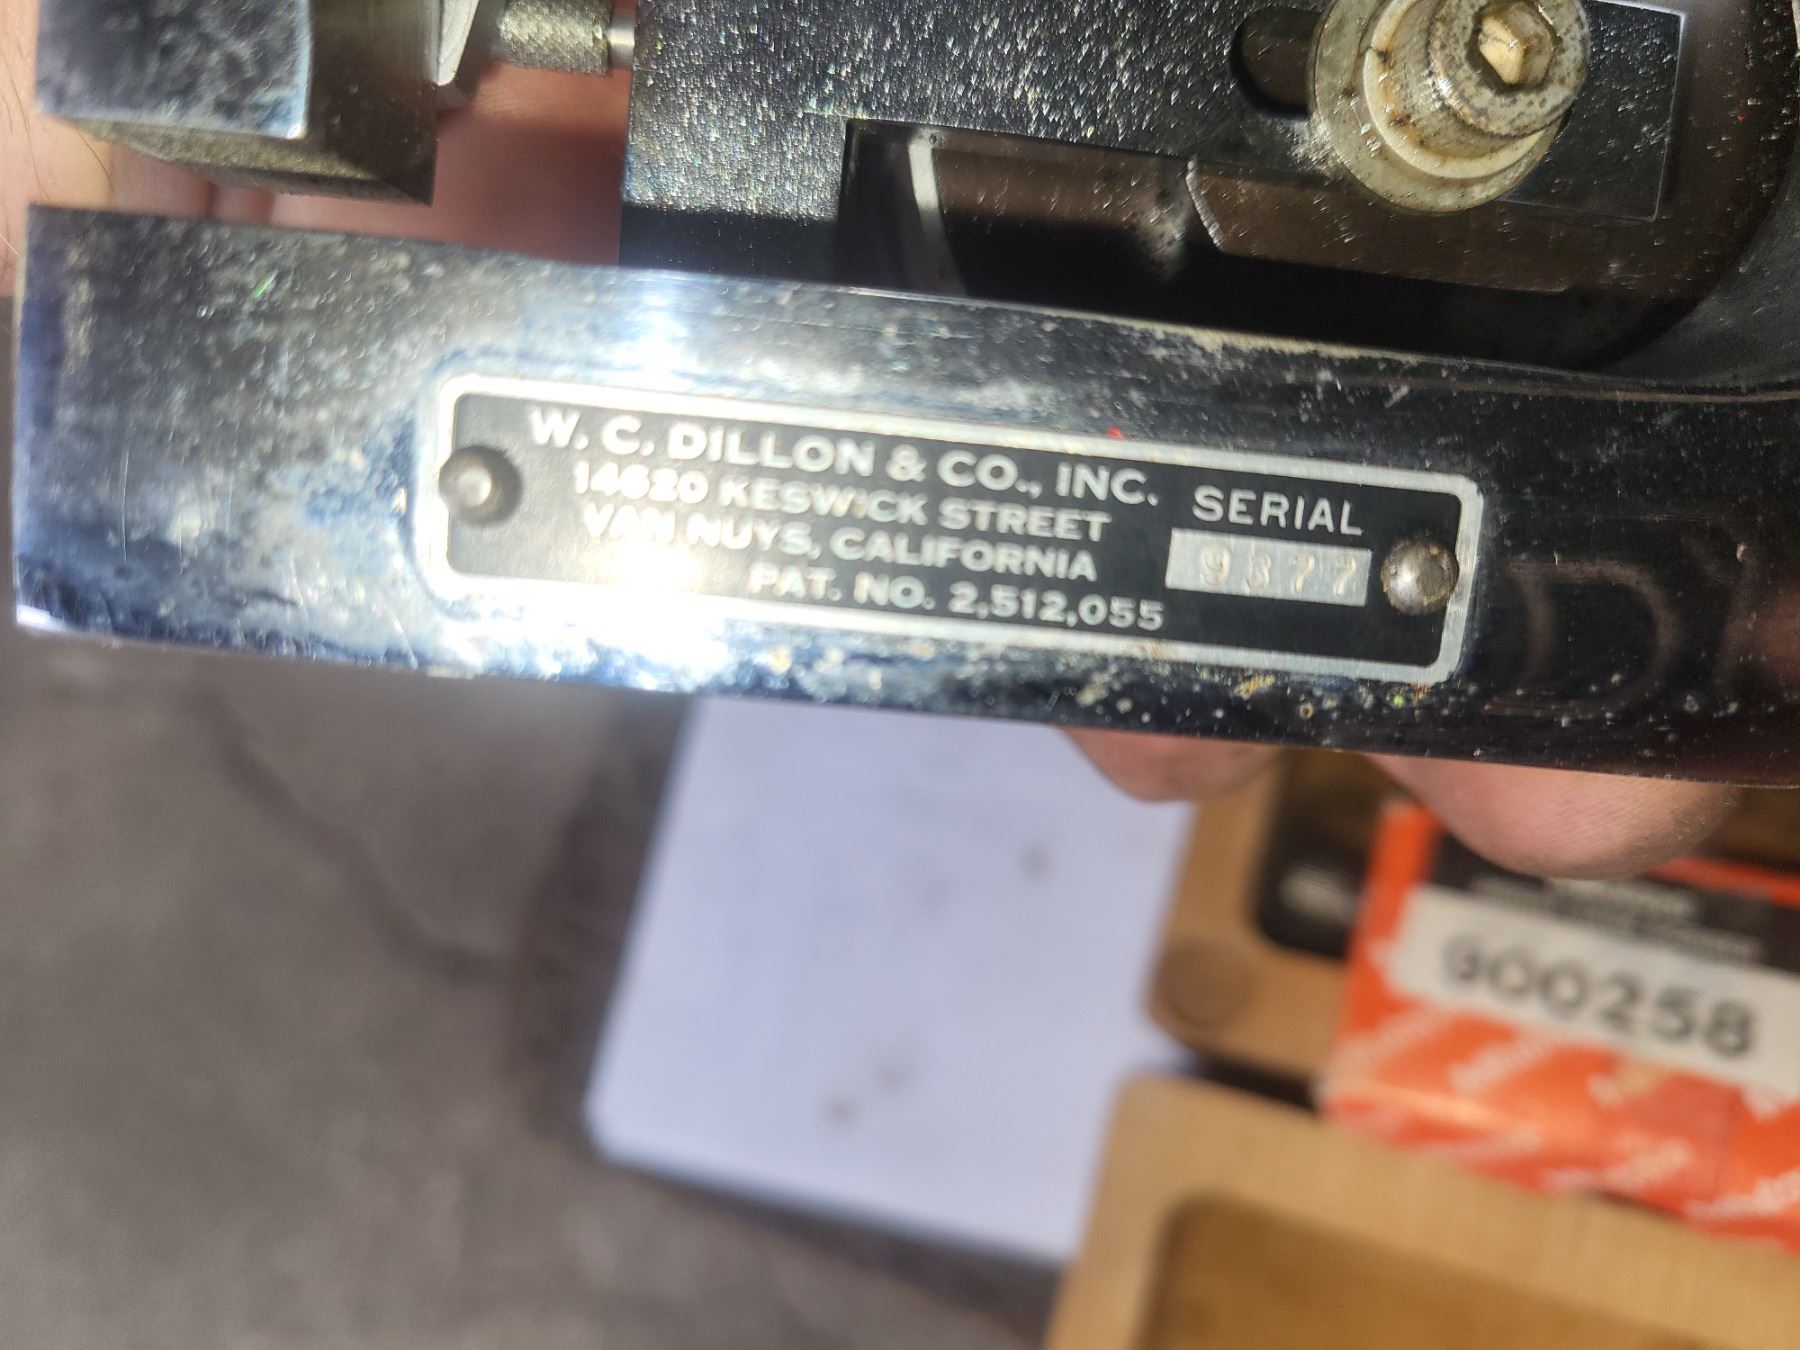 W. C. DILLON & CO., INC.
14620 KESWICK STREET
VAN NUYS, CALIFORNIA
PAT. NO. 2,512,055
SERIAL
9377
900258